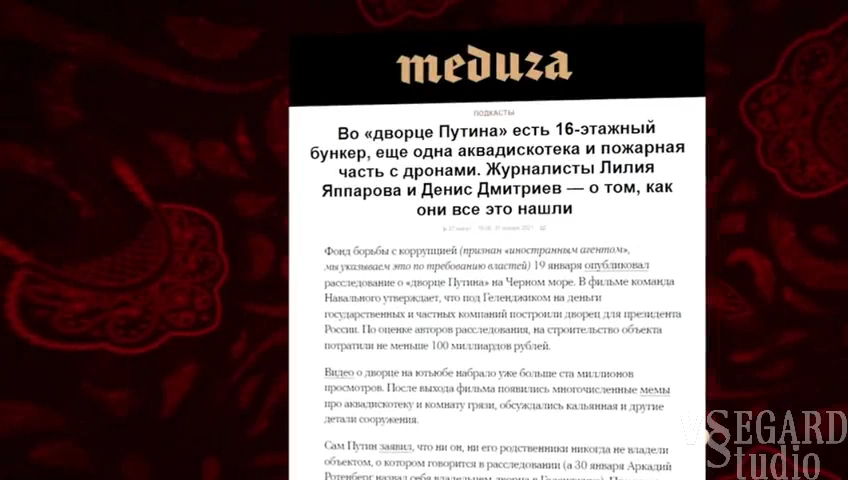 meduza
ПОДКАСТЫ
Во «дворце Путина» есть 16-этажный
бункер, еще одна аквадискотека и пожарная
часть с дронами. Журналисты Лилия
Яппарова и Денис Дмитриев — о том, как
они все это нашли
31 января 2021
Фонд борьбы с коррупцией (признан «иностранным агентом»,
мы указываем это по требованию властей) 19 января опубликовал
расследование о «дворце Путина» на Черном море. В фильме команда
Навального утверждает, что под Геленджиком на деньги
государственных и частных компаний построили дворец для президента
России. По оценке авторов расследования, на строительство объекта
потратили не меньше 100 миллиардов рублей.
Видео о дворце на ютьюбе набрало уже больше ста миллионов
просмотров. После выхода фильма появились многочисленные мемы
про аквадискотеку и комнату грязи, обсуждались кальянная и другие
детали сооружения.
Сам Путин заявил, что ни он, ни его родственники никогда не владели
объектом, о котором говорится в расследовании (а 30 января Аркадий
Ротенберг назвал себя владельцем дворца в Геленджике).
VSEGARD
Studio